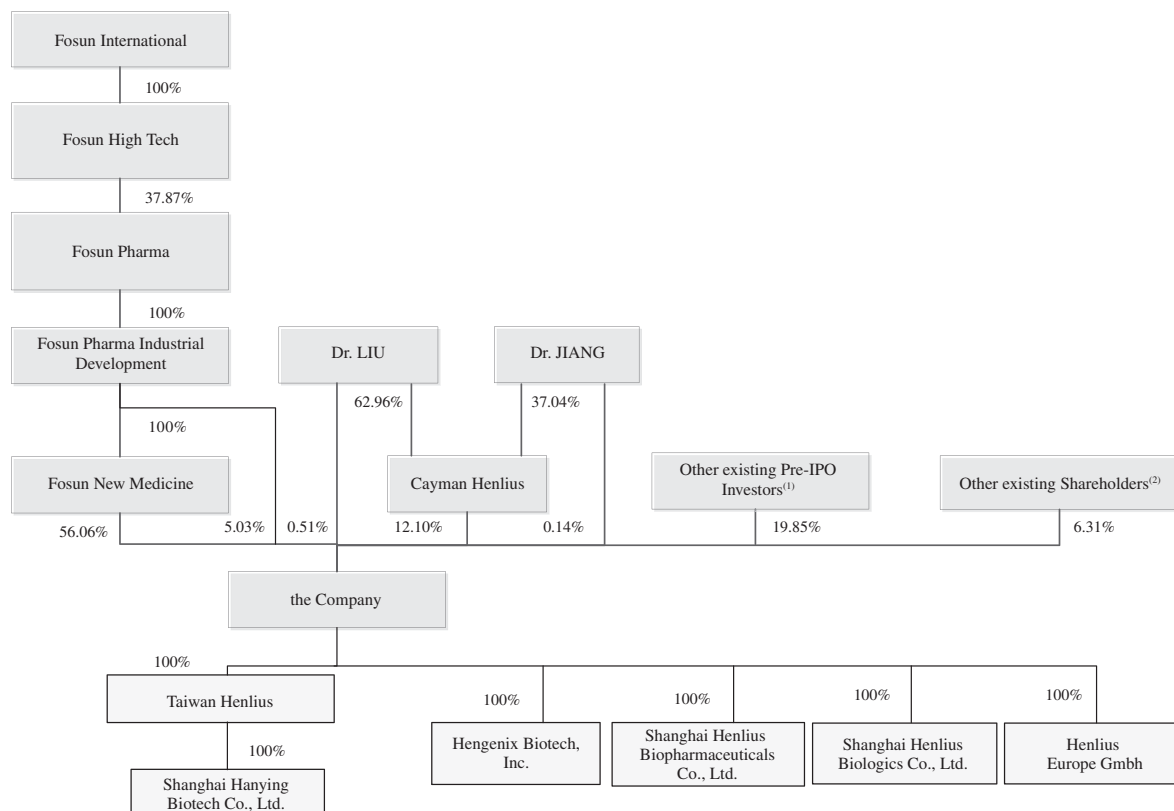 Fosun International
100%
Fosun High Tech
37.87%
Fosun Pharma
100%
Fosun Pharma Industrial
Development
Dr. LIU
Dr. JIANG
62.96%
37.04%
100%
Fosun New Medicine
Cayman Henlius
Other existing Pre-IPO
Investors(1)
Other existing Shareholders(2)
56.06%
5.03%
0.51%
12.10%
0.14%
19.85%
6.31%
the Company
100%
Taiwan Henlius
100%
Shanghai Hanying
Biotech Co., Ltd.
100%
Hengenix Biotech,
Inc.
100%
Shanghai Henlius
Biopharmaceuticals
Co., Ltd.
100%
Shanghai Henlius
Biologics Co., Ltd.
100%
Henlius
Europe Gmbh